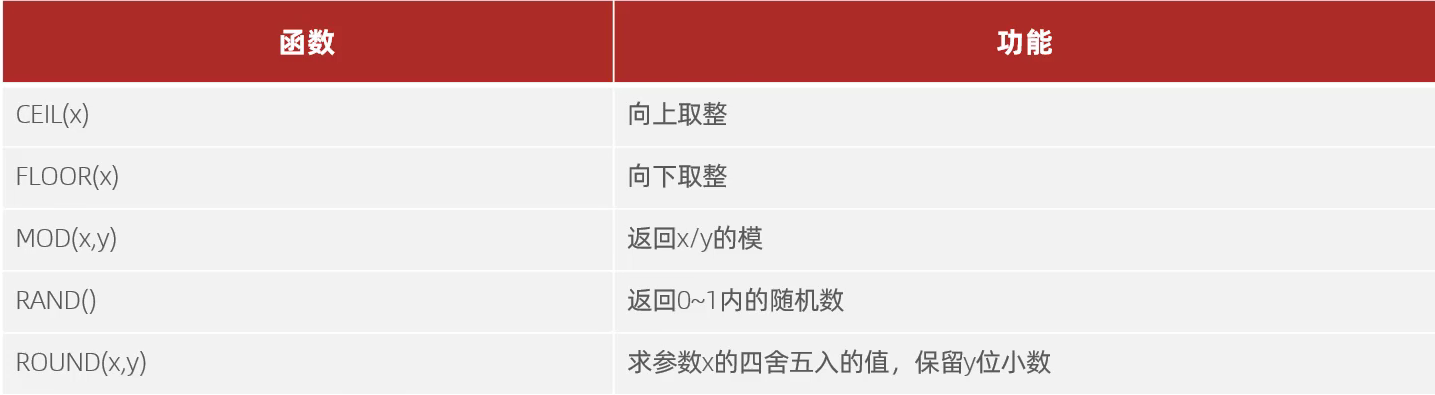 函数 功能
CEIL(x) 向上取整
FLOOR(x) 向下取整
MOD(x,y) 返回x/y的模
RAND() 返回0~1内的随机数
ROUND(x,y) 求参数x的四舍五入的值，保留y位小数